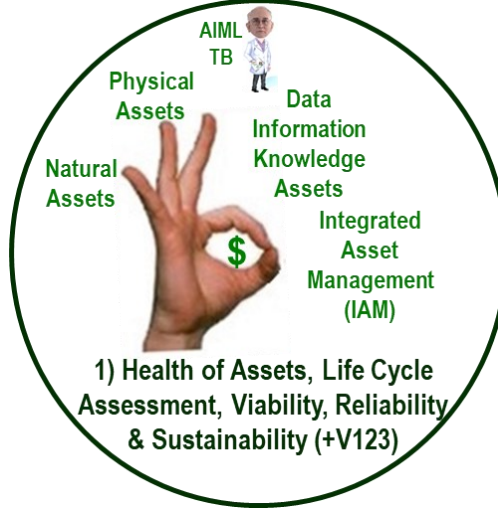 AIML
TB
Physical
Assets
Data
Information
Knowledge
Assets
Natural
Assets
Integrated
Asset
Management
(IAM)
$
1) Health of Assets, Life Cycle
Assessment, Viability, Reliability
& Sustainability (+V123)